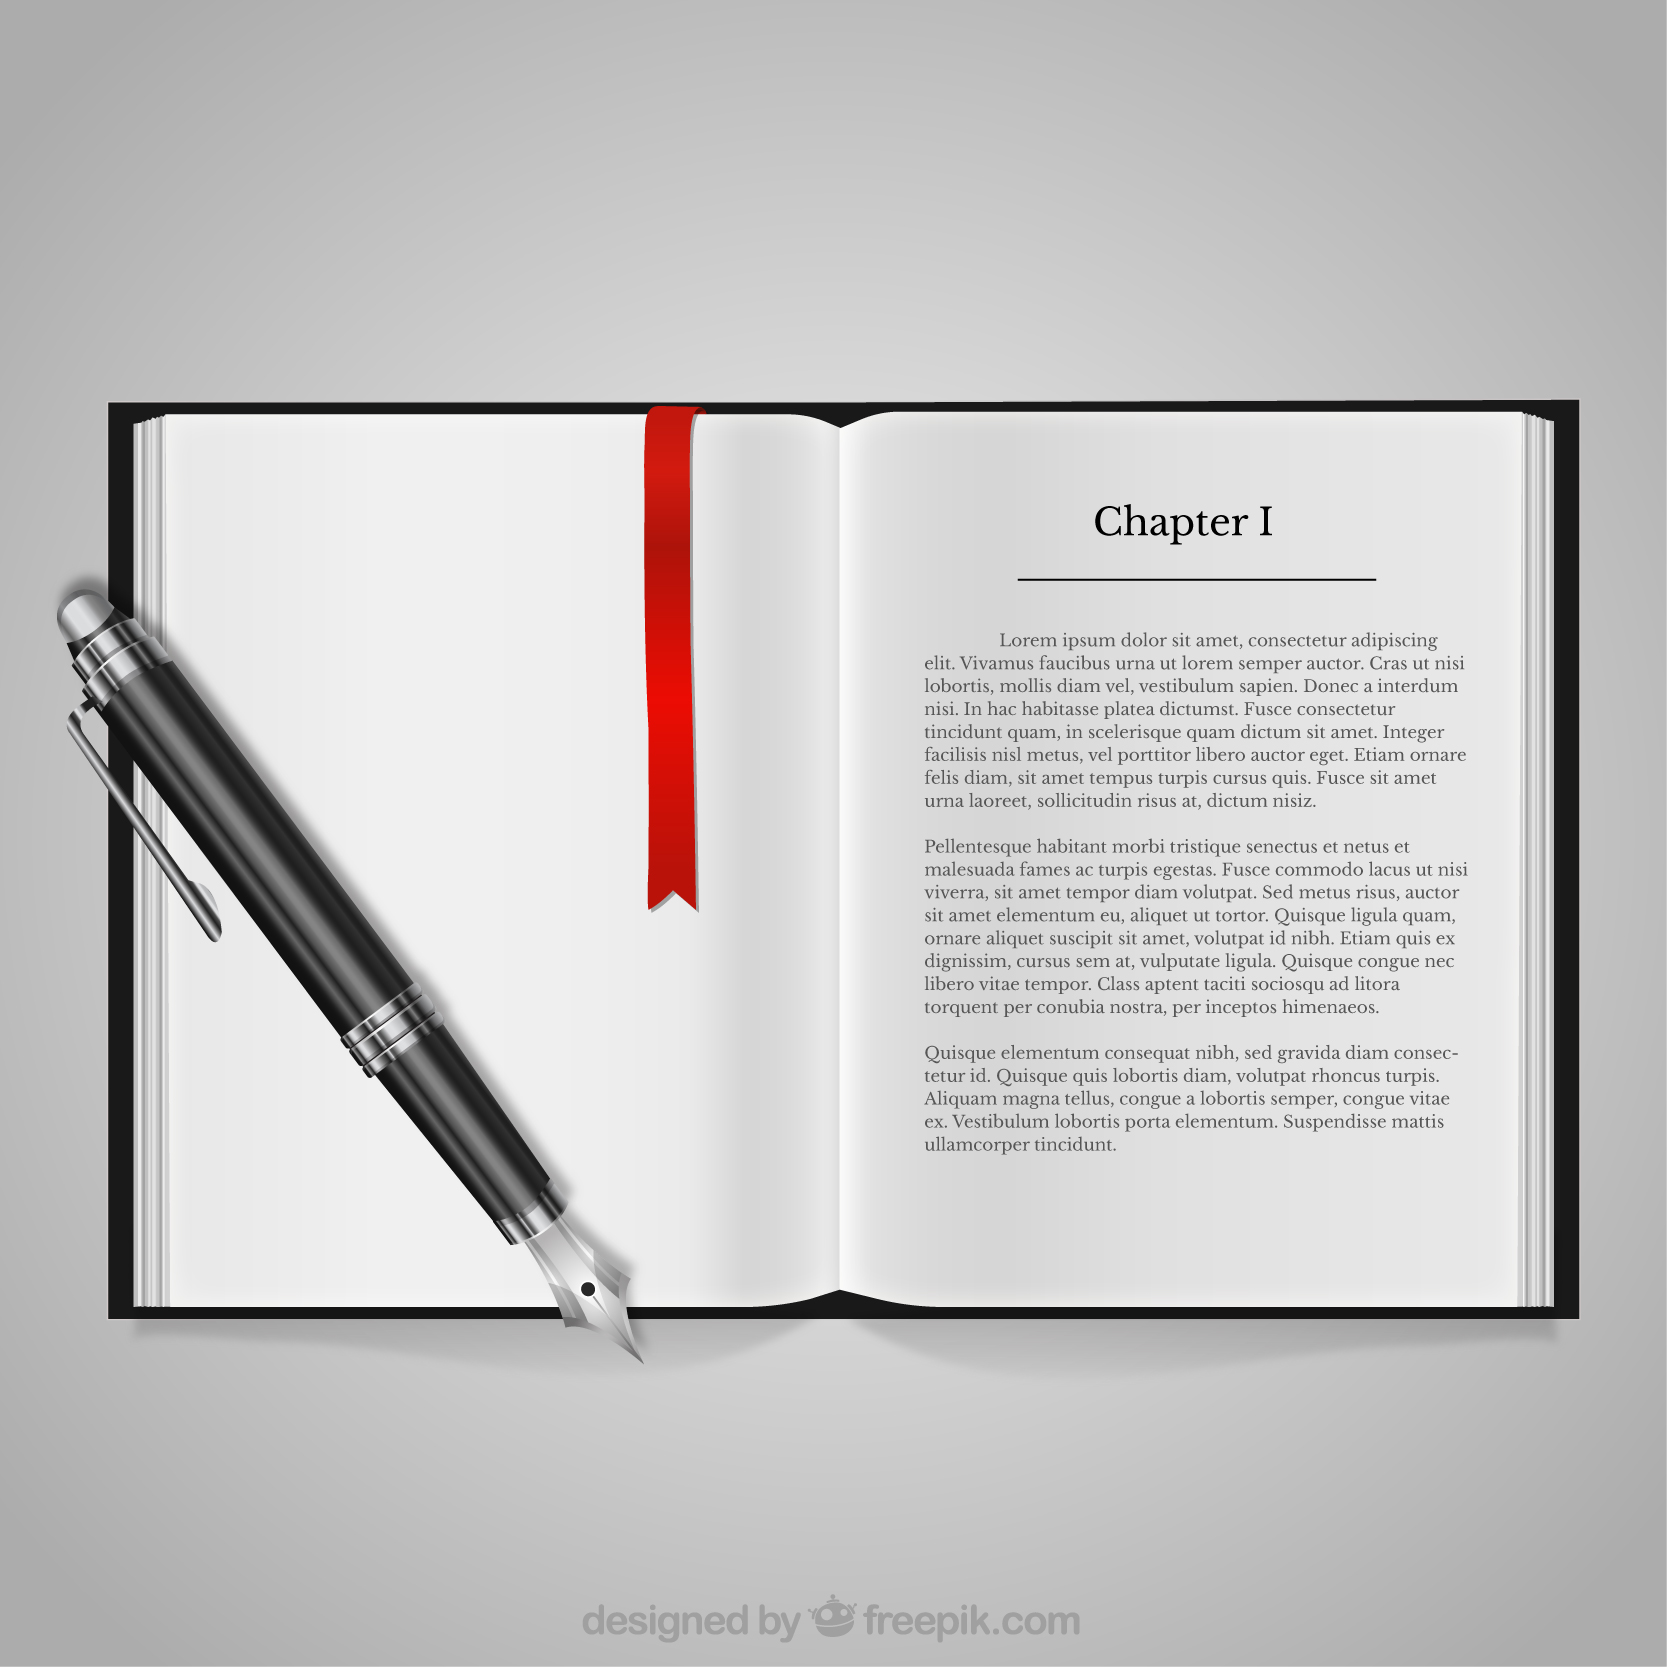 Chapter I
Lorem ipsum dolor sit amet, consectetur adipiscing
elit. Vivamus faucibus urna ut lorem semper auctor. Cras ut nisi
lobortis, mollis diam vel, vestibulum sapien. Donec a interdum
nisi. In hac habitasse platea dictumst. Fusce consectetur
tincidunt quam, in scelerisque quam dictum sit amet. Integer
facilisis nisl metus, vel porttitor libero auctor eget. Etiam ornare
felis diam, sit amet tempus turpis cursus quis. Fusce sit amet
urna laoreet, sollicitudin risus at, dictum nisiz.
Pellentesque habitant morbi tristique senectus et netus et
malesuada fames ac turpis egestas. Fusce commodo lacus ut nisi
viverra, sit amet tempor diam volutpat. Sed metus risus, auctor
sit amet elementum eu, aliquet ut tortor. Quisque ligula quam,
ornare aliquet suscipit sit amet, volutpat id nibh. Etiam quis ex
dignissim, cursus sem at, vulputate ligula. Quisque congue nec
libero vitae tempor. Class aptent taciti sociosqu ad litora
torquent per conubia nostra, per inceptos himenaeos.
Quisque elementum consequat nibh, sed gravida diam consec-
tetur id. Quisque quis lobortis diam, volutpat rhoncus turpis.
Aliquam magna tellus, congue a lobortis semper, congue vitae
ex. Vestibulum lobortis porta elementum. Suspendisse mattis
ullamcorper tincidunt.
designed by freepik.com